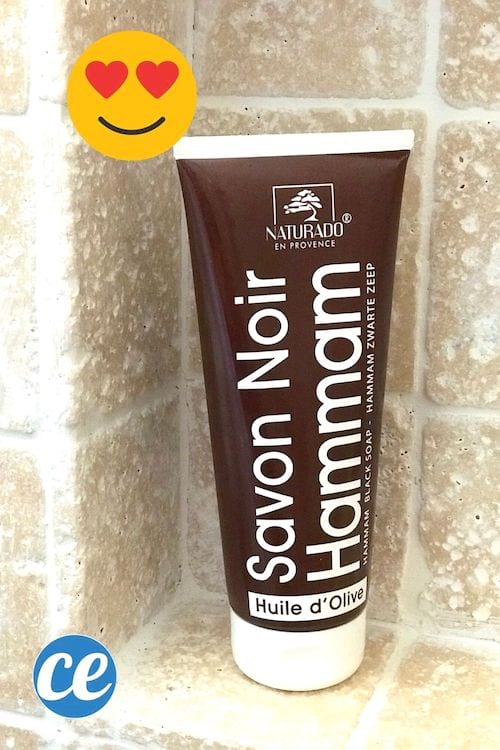 NATURADO®
EN PROVENCE
Savon Noir
Hammam
HAMMAM BLACK SOAP - HAMMAM ZWARTE ZEEP
Huile d'Olive
ce